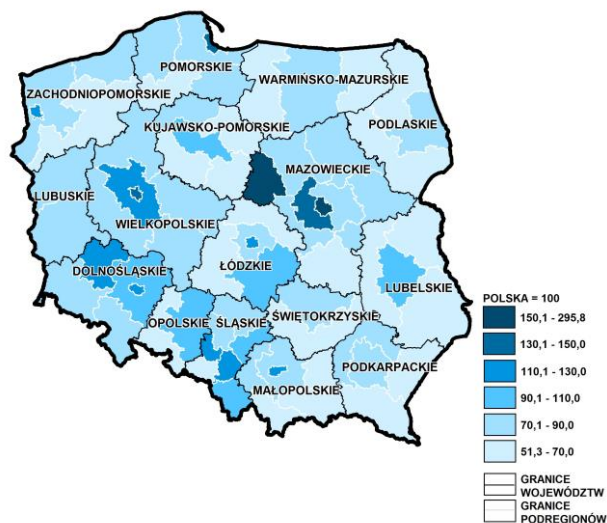 POMORSKIE
WARMIŃSKO-MAZURSKIE
ZACHODNIOPOMORSKIE
KUJAWSKO-POMORSKIE
PODLASKIE
MAZOWIECKIE
LUBUSKIE
WIELKOPOLSKIE
ŁÓDZKIE
DOLNOŚLĄSKIE
LUBELSKIE
OPOLSKIE
ŚLĄSKIE
ŚWIĘTOKRZYSKIE
PODKARPACKIE
MAŁOPOLSKIE
POLSKA = 100
150,1 - 295,8
130,1 - 150,0
110,1 - 130,0
90,1 - 110,0
70,1 - 90,0
51,3 - 70,0
GRANICE
WOJEWÓDZTW
GRANICE
PODREGIONÓW